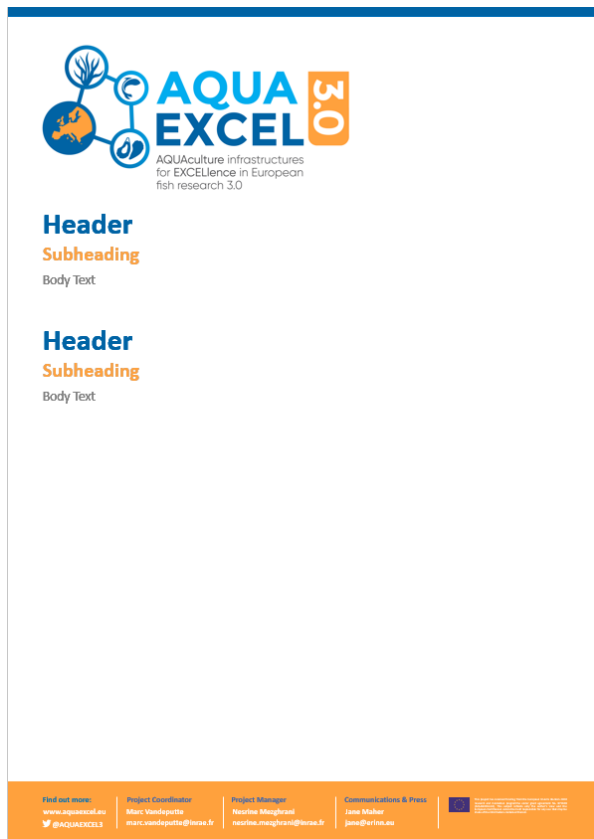 AQUA
EXCEL
3.0
AQUAculture infrastructures
for EXCELlence in European
fish research 3.0
Header
Subheading
Body Text
Header
Subheading
Body Text
Find out more:
www.aquaexcel.eu
@AQUAEXCEL3
Project Coordinator
Marc Vandeputte
marc.vandeputte@inrae.fr
Project Manager
Nesrine Mezghrani
nesrine.mezghrani@inrae.fr
Communications & Press
Jane Maher
jane@erinn.eu